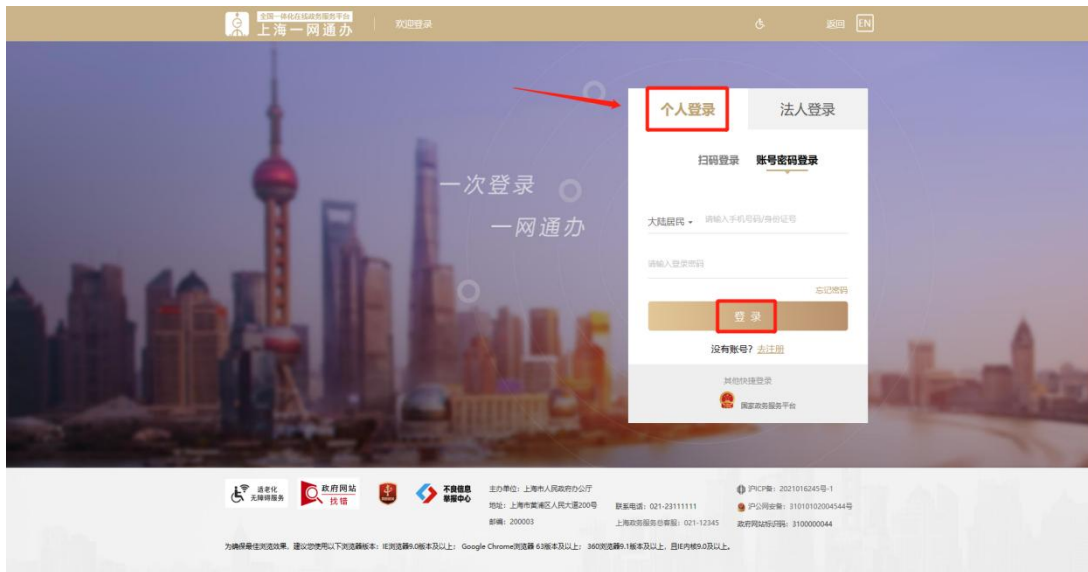 全国一体化在线政务服务平台
上海一网通办
欢迎登录
返回 EN
个人登录 法人登录
扫码登录 账号密码登录
一次登录
一网通办
大陆居民 请输入手机号码/身份证号
请输入登录密码
忘记密码
登 录
没有账号? 去注册
其他快捷登录
国家政务服务平台
适老化
无障碍服务
政府网站
找错
不良信息
举报中心
主办单位：上海市人民政府办公厅
地址：上海市黄浦区人民大道200号
邮编：200003
联系电话：021-23111111
上海政务服务总客服：021-12345
沪ICP备：2021016245号-1
沪公网安备：31010102004544号
政府网站标识码：3100000044
为确保最佳浏览效果，建议您使用以下浏览器版本：IE浏览器9.0版本及以上； Google Chrome浏览器 63版本及以上； 360浏览器9.1版本及以上，且IE内核9.0及以上。